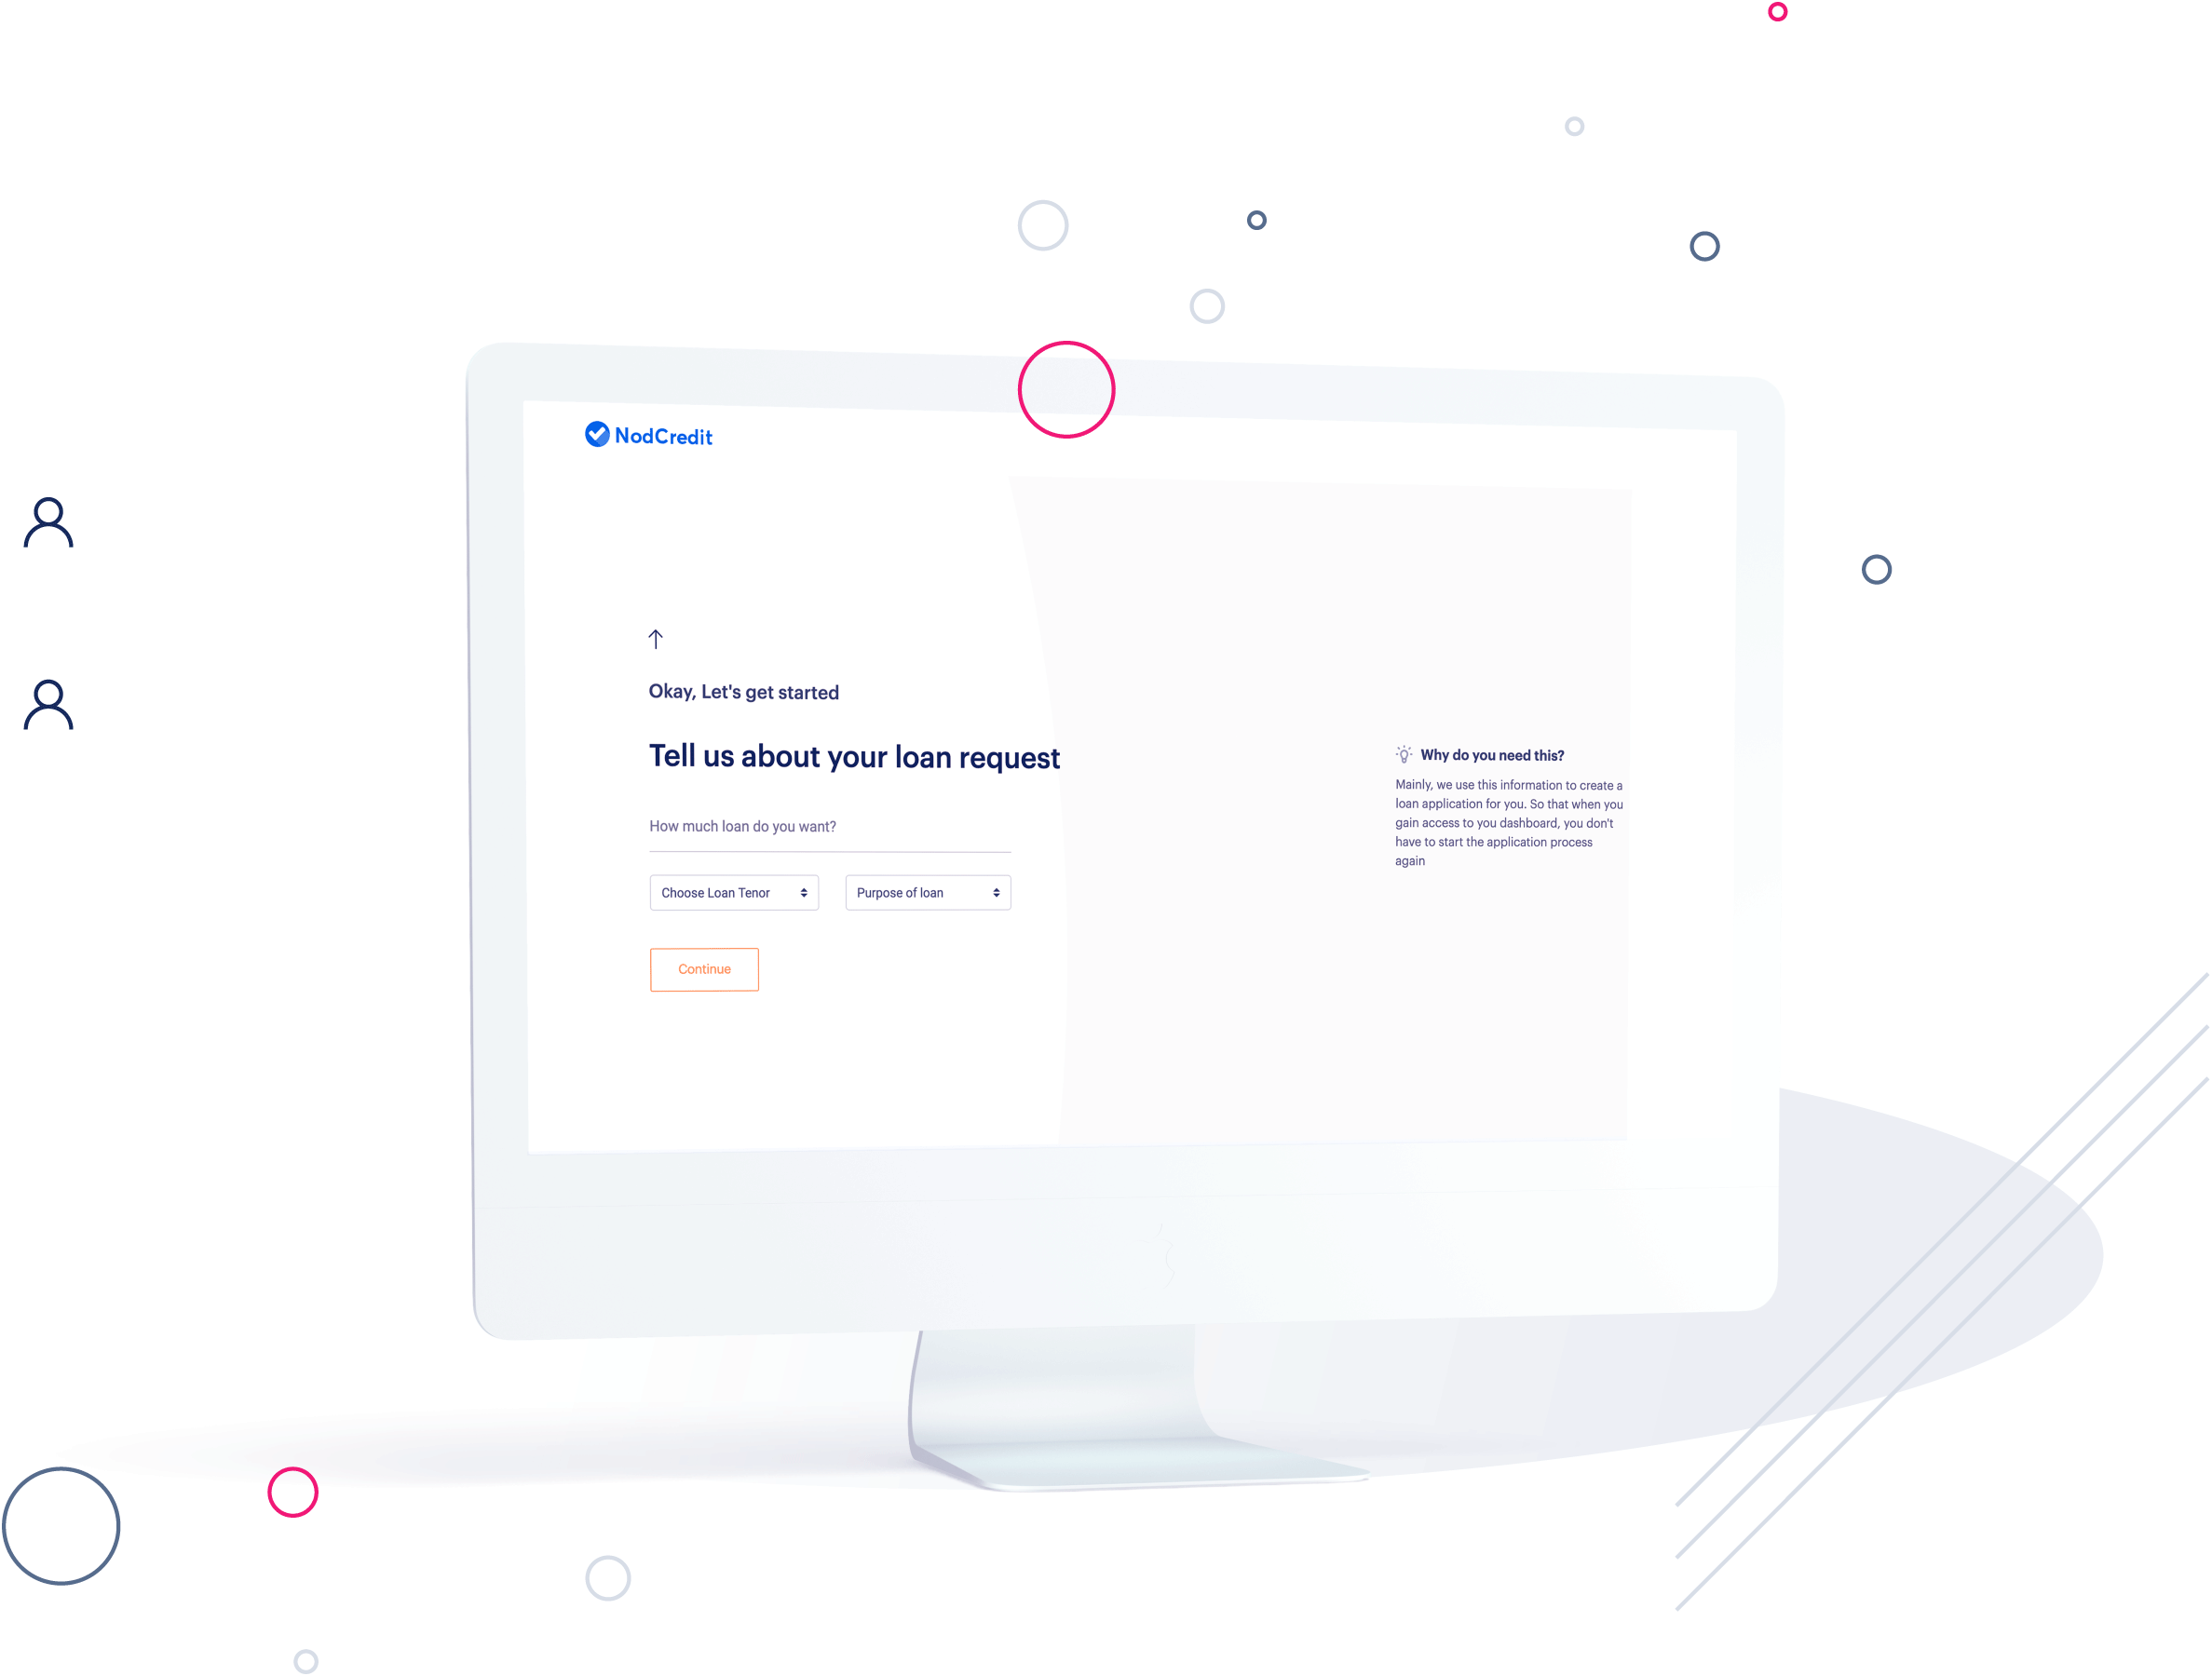 NodCredit
Okay, Let's get started
Tell us about your loan request
How much loan do you want?
Choose Loan Tenor
Purpose of loan
Continue
Why do you need this?
Mainly, we use this information to create a
loan application for you. So that when you
gain access to you dashboard, you don't
have to start the application process
again